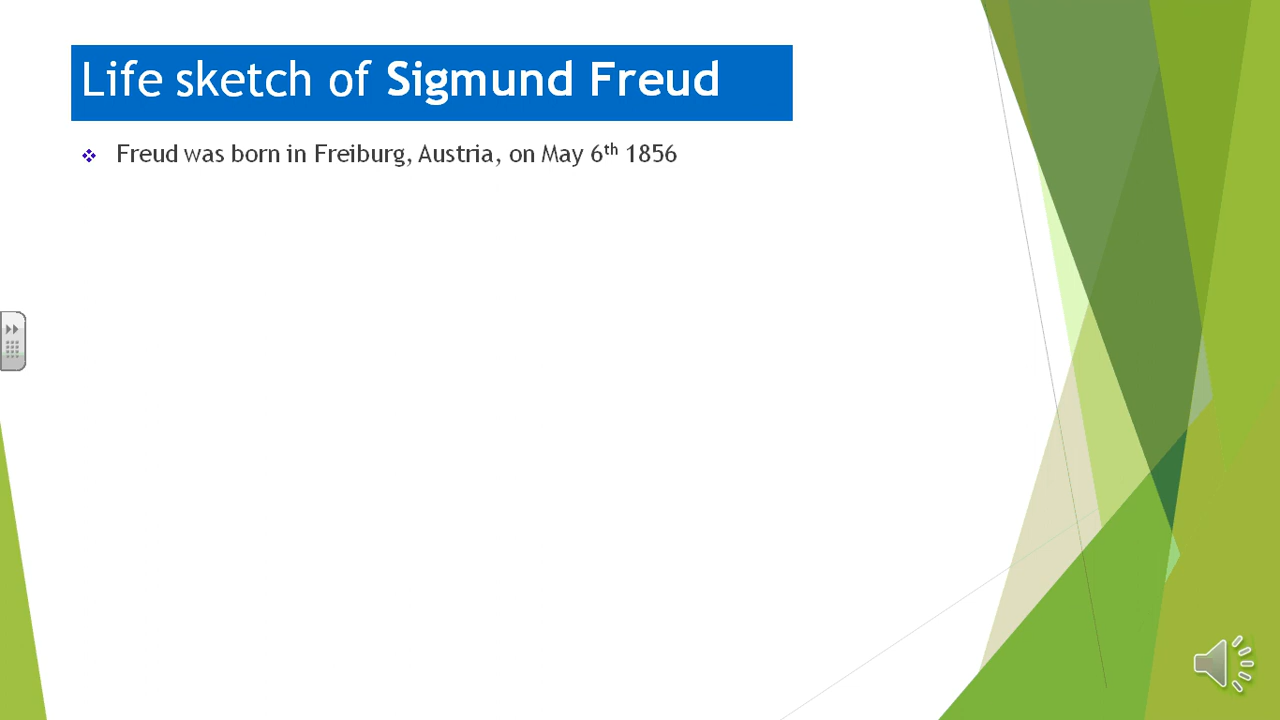 Life sketch of Sigmund Freud
❖ Freud was born in Freiburg, Austria, on May 6th 1856